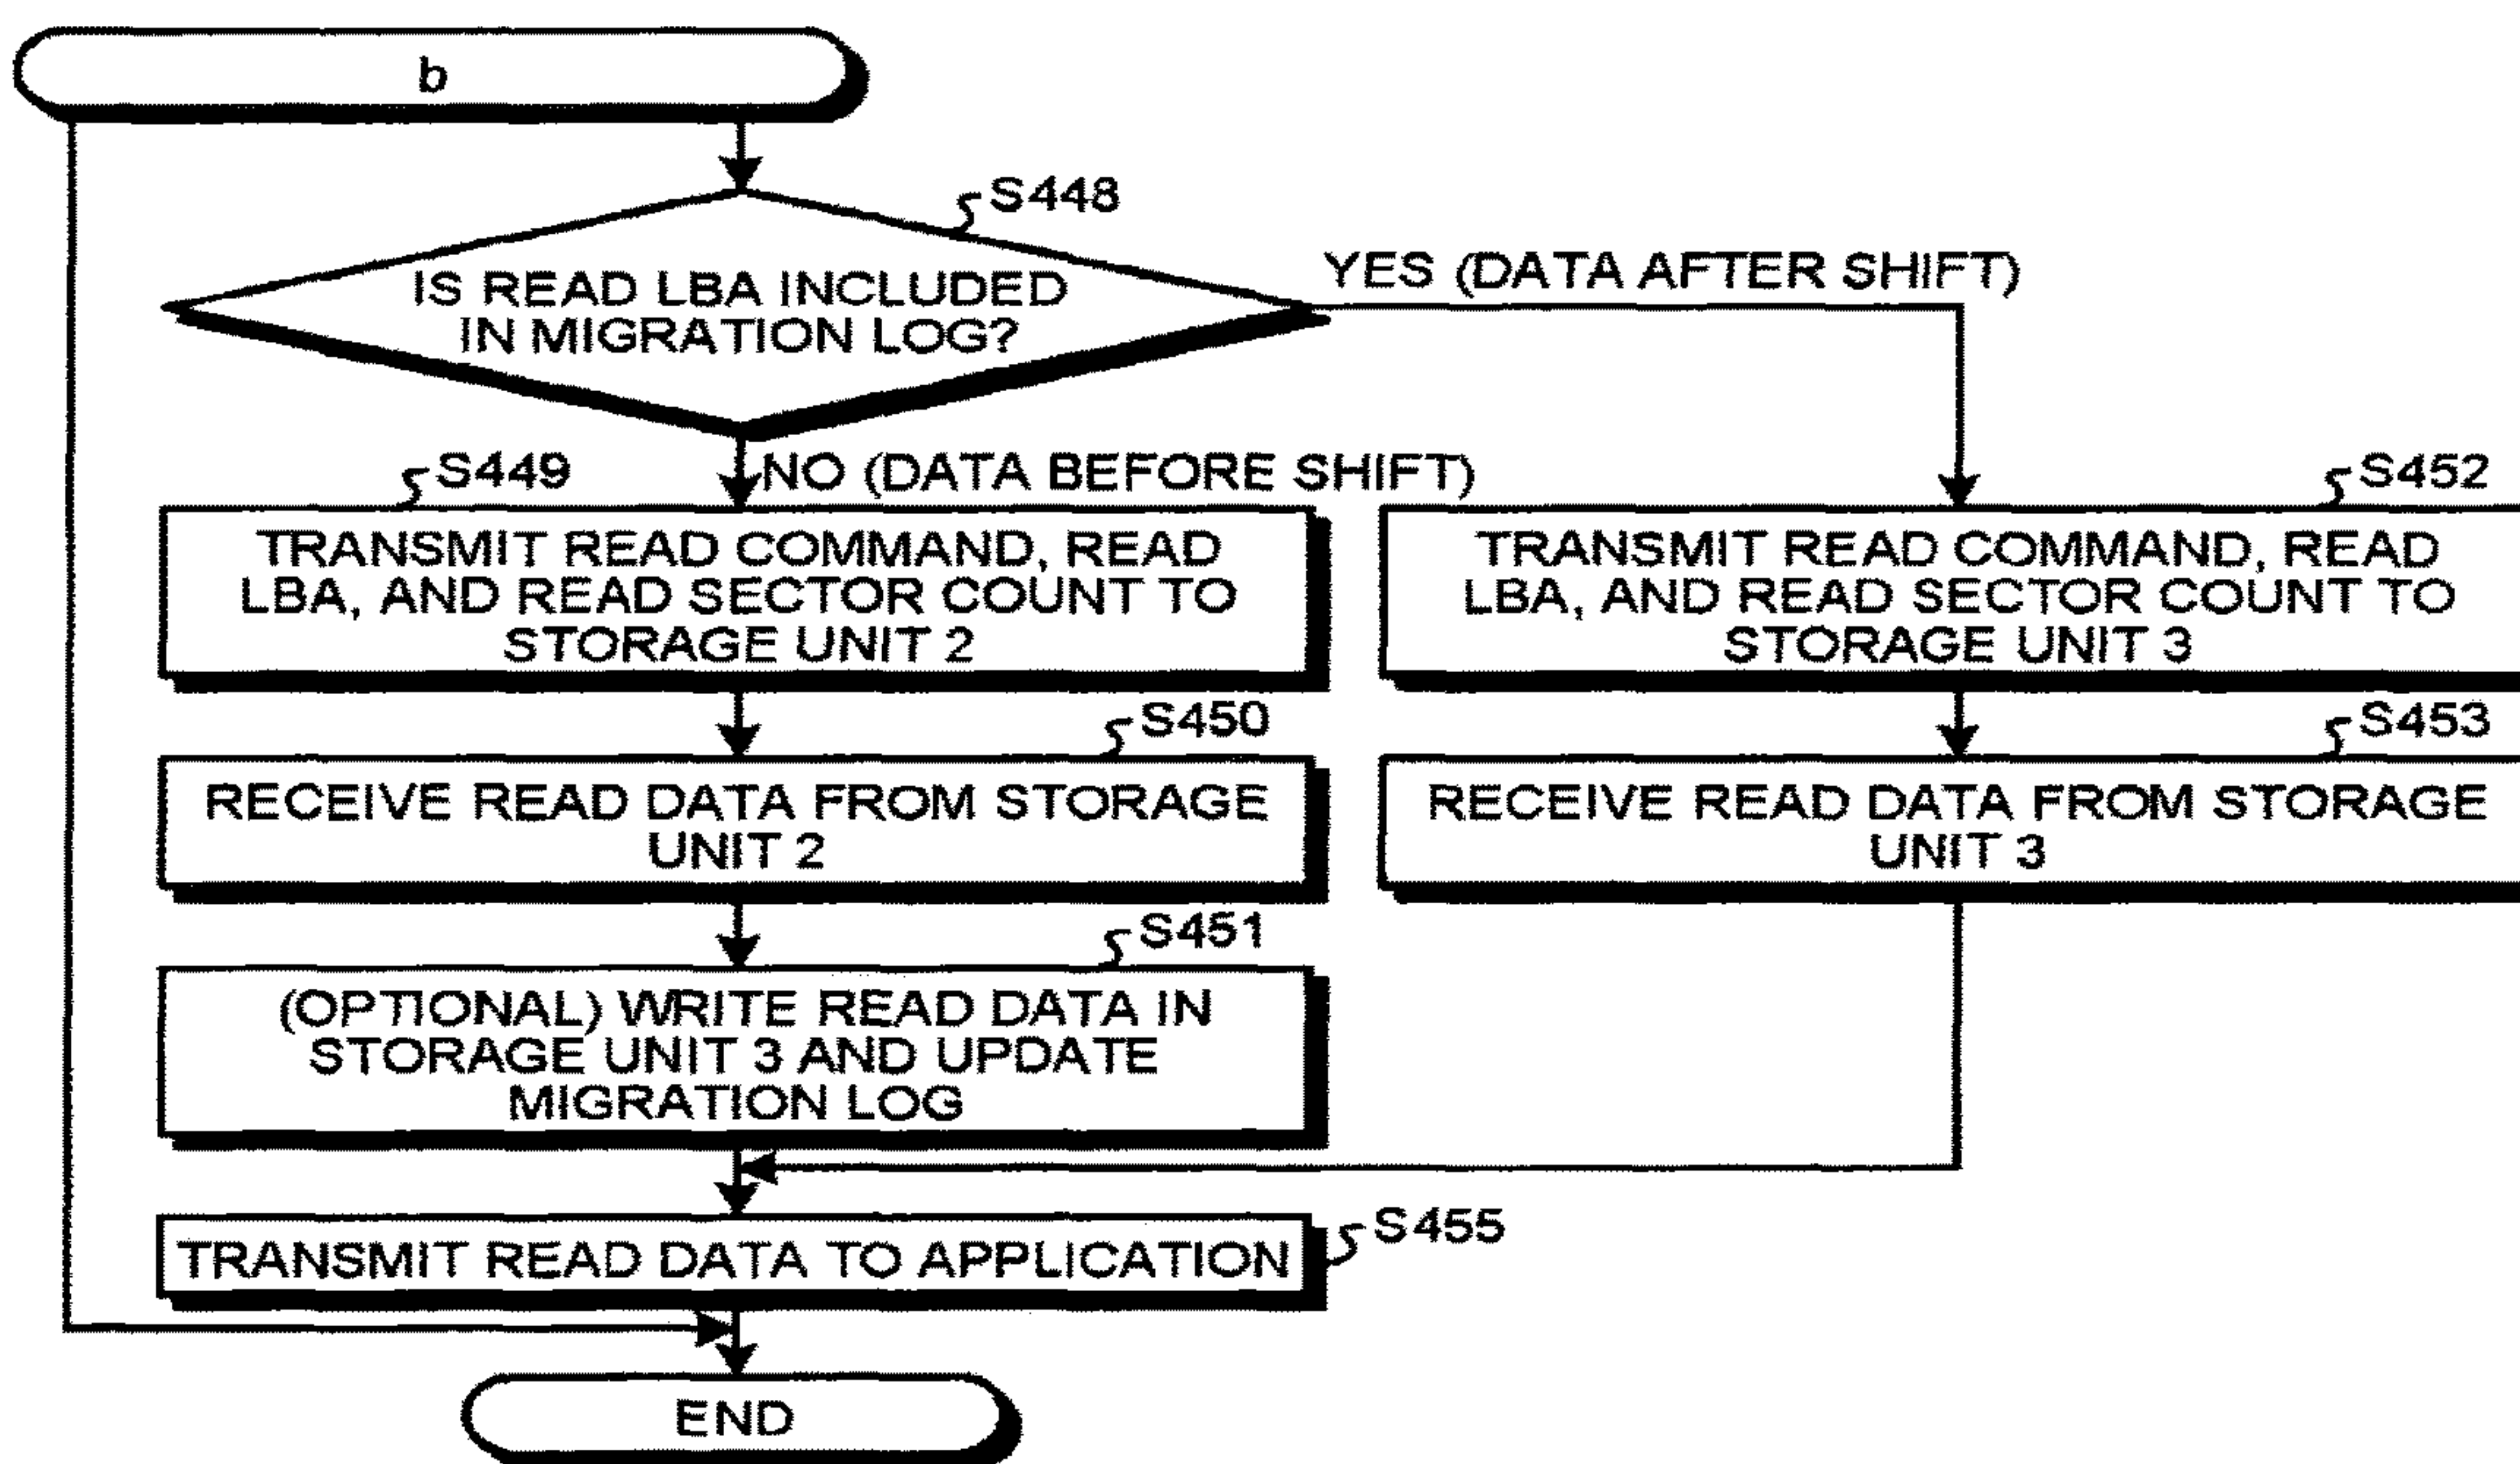 b
S448
IS READ LBA INCLUDED
IN MIGRATION LOG?
YES (DATA AFTER SHIFT)
S449
NO (DATA BEFORE SHIFT)
S452
TRANSMIT READ COMMAND, READ
LBA, AND READ SECTOR COUNT TO
STORAGE UNIT 2
TRANSMIT READ COMMAND, READ
LBA, AND READ SECTOR COUNT TO
STORAGE UNIT 3
S450
S453
RECEIVE READ DATA FROM STORAGE
UNIT 2
RECEIVE READ DATA FROM STORAGE
UNIT 3
S451
(OPTIONAL) WRITE READ DATA IN
STORAGE UNIT 3 AND UPDATE
MIGRATION LOG
S455
TRANSMIT READ DATA TO APPLICATION
END